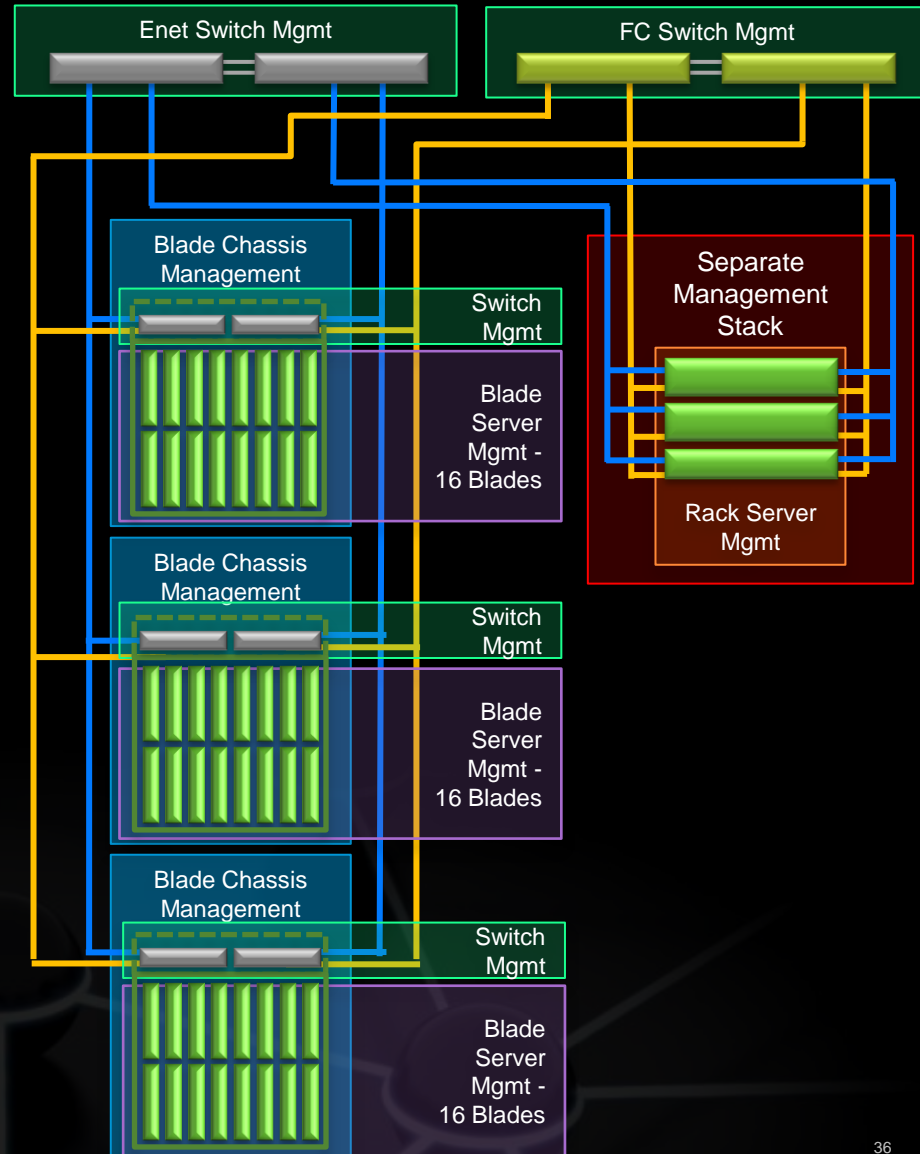 Enet Switch Mgmt
FC Switch Mgmt
Blade Chassis
Management
Switch
Mgmt
Blade
Server
Mgmt -
16 Blades
Separate
Management
Stack
Rack Server
Mgmt
Blade Chassis
Management
Switch
Mgmt
Blade
Server
Mgmt -
16 Blades
Blade Chassis
Management
Switch
Mgmt
Blade
Server
Mgmt -
16 Blades
36